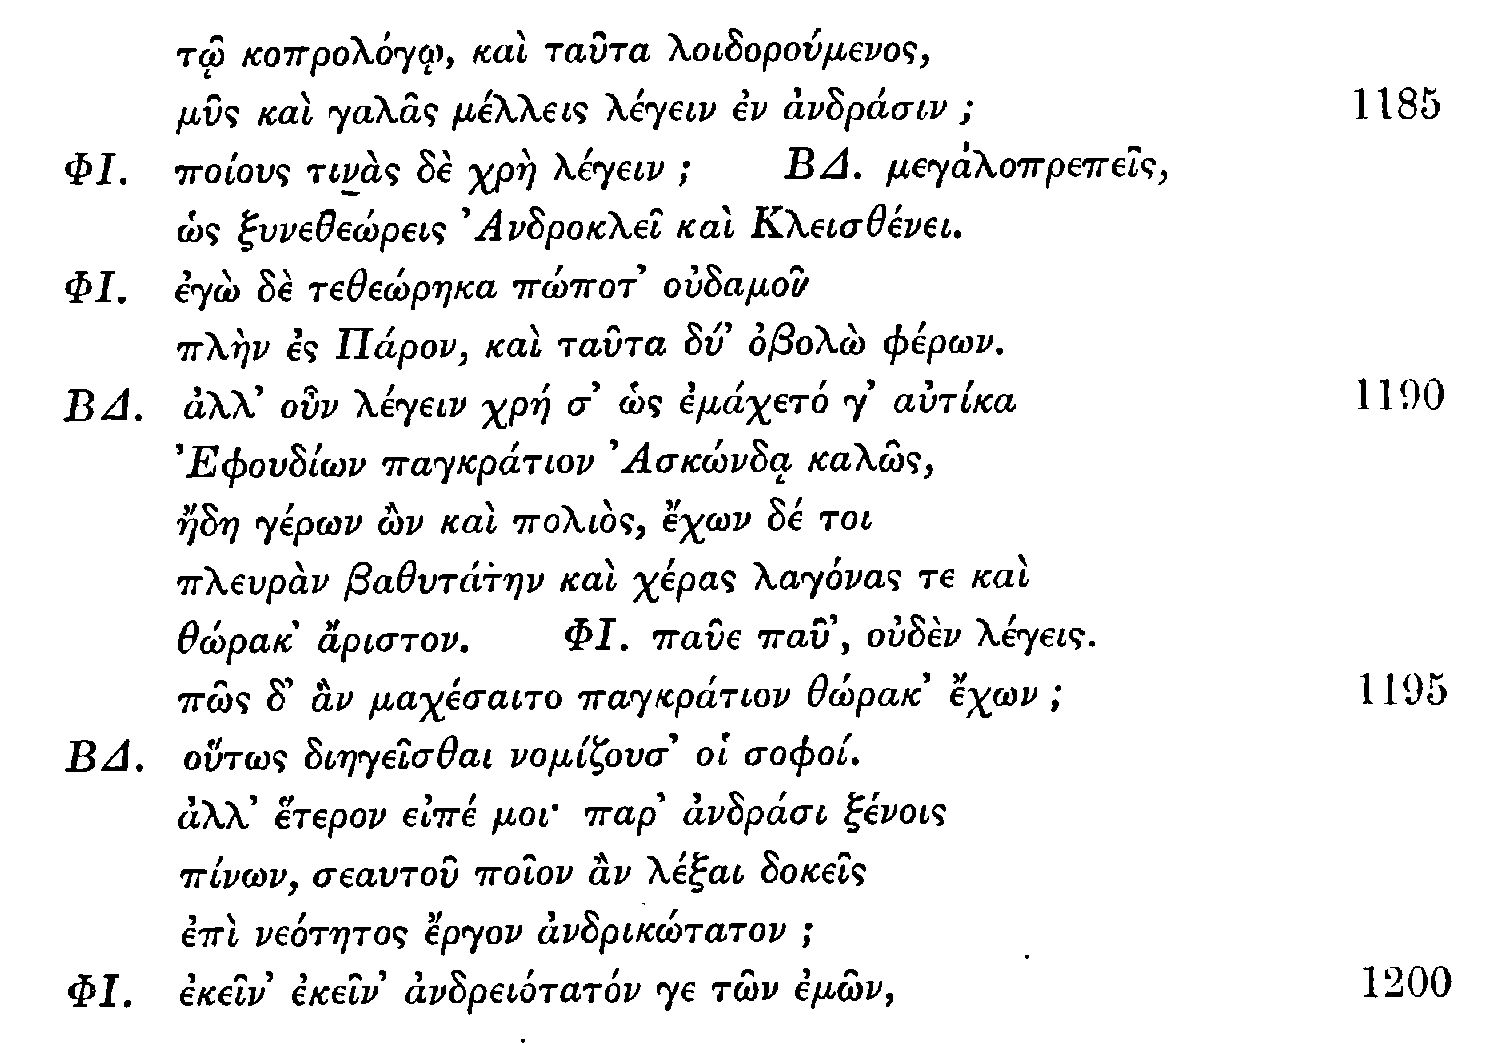 τῷ κοπρολόγῳ, καὶ ταῦτα λοιδορούμενος,
μῦς καὶ γαλᾶς μέλλεις λέγειν ἐν ἀνδράσιν ; 1185
ΦΙ. ποίους τινὰς δὲ χρὴ λέγειν ; ΒΔ. μεγάλοπρεπεῖς,
ὡς ξυνεθεώρεις Ἀνδροκλεῖ καὶ Κλεισθένει.
ΦΙ. ἐγὼ δὲ τεθεώρηκα πώποτ’ οὐδαμοῦ
πλὴν ἐς Πάρον, καὶ ταῦτα δύ’ ὀβολὼ φέρων.
ΒΔ. ἀλλ’ οὖν λέγειν χρή σ’ ὡς ἐμάχετό γ’ αὐτίκα 1190
Ἐφουδίων παγκράτιον Ἀσκώνδᾳ καλῶς,
ἤδη γέρων ὢν καὶ πολιὸς, ἔχων δέ τοι
πλευρὰν βαθυτάτην καὶ χέρας λαγόνας τε καὶ
θώρακ’ ἄριστον. ΦΙ. παῦε παῦ’, οὐδὲν λέγεις.
πῶς δ’ ἂν μαχέσαιτο παγκράτιον θώρακ’ ἔχων ; 1195
ΒΔ. οὕτως διηγεῖσθαι νομίζουσ’ οἱ σοφοί.
ἀλλ’ ἕτερον εἰπέ μοι· παρ’ ἀνδράσι ξένοις
πίνων, σεαυτοῦ ποῖον ἂν λέξαι δοκεῖς
ἐπὶ νεότητος ἔργον ἀνδρικώτατον ;
ΦΙ. ἐκεῖν’ ἐκεῖν’ ἀνδρειότατόν γε τῶν ἐμῶν, 1200